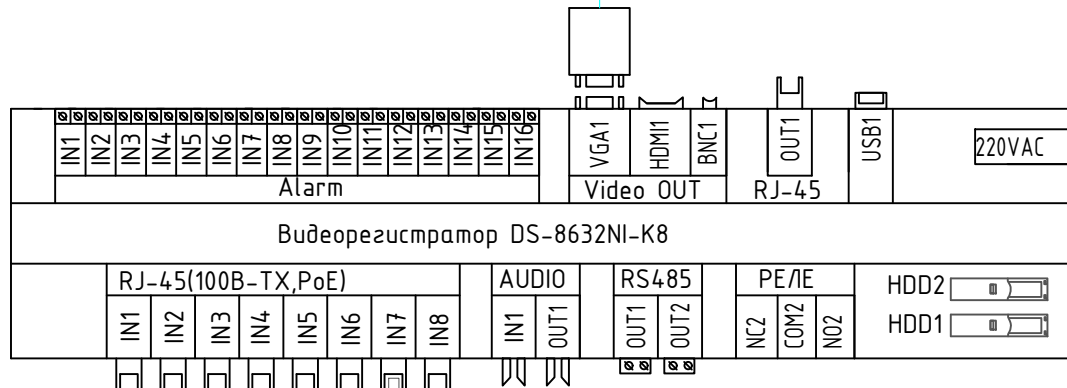 IN1 IN2 IN3 IN4 IN5 IN6 IN7 IN8 IN9 IN10 IN11 IN12 IN13 IN14 IN15 IN16 VGA1 HDMI1 BNC1 OUT1 USB1 220VAC
Alarm Video OUT RJ-45
Видеорегистратор DS-8632NI-K8
RJ-45(100B-TX,PoE) AUDIO RS485 РЕЛЕ HDD2
IN1 IN2 IN3 IN4 IN5 IN6 IN7 IN8 IN1 OUT1 OUT1 OUT2 NC2 COM2 NO2 HDD1